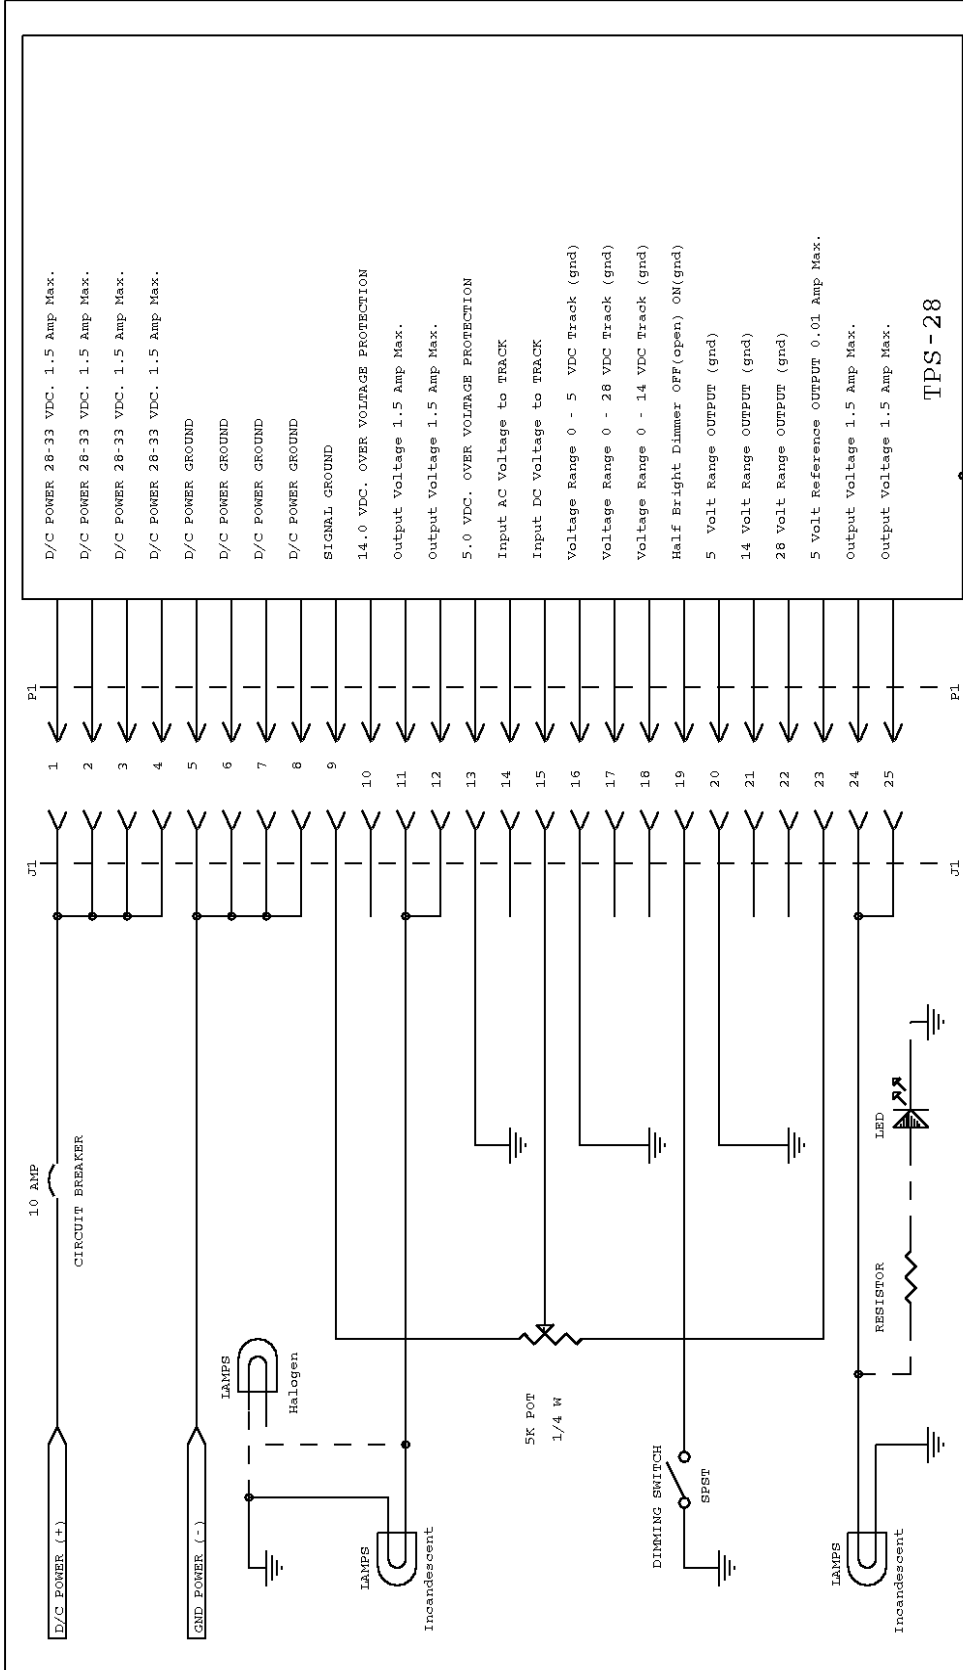 D/C POWER 28-33 VDC. 1.5 Amp Max.
D/C POWER 28-33 VDC. 1.5 Amp Max.
D/C POWER 28-33 VDC. 1.5 Amp Max.
D/C POWER 28-33 VDC. 1.5 Amp Max.
D/C POWER GROUND
D/C POWER GROUND
D/C POWER GROUND
D/C POWER GROUND
SIGNAL GROUND
14.0 VDC. OVER VOLTAGE PROTECTION
Output Voltage 1.5 Amp Max.
Output Voltage 1.5 Amp Max.
5.0 VDC. OVER VOLTAGE PROTECTION
Input AC Voltage to TRACK
Input DC Voltage to TRACK
Voltage Range 0 - 5 VDC Track (gnd)
Voltage Range 0 - 28 VDC Track (gnd)
Voltage Range 0 - 14 VDC Track (gnd)
Half Bright Dimmer OFF(open) ON(gnd)
5 Volt Range OUTPUT (gnd)
14 Volt Range OUTPUT (gnd)
28 Volt Range OUTPUT (gnd)
5 Volt Reference OUTPUT 0.01 Amp Max.
Output Voltage 1.5 Amp Max.
Output Voltage 1.5 Amp Max.
TPS-28
P1
P1
1
2
3
4
5
6
7
8
9
10
11
12
13
14
15
16
17
18
19
20
21
22
23
24
25
J1
J1
10 AMP
CIRCUIT BREAKER
D/C POWER (+)
GND POWER (-)
LAMPS
Halogen
LAMPS
Incandescent
5K POT
1/4 W
DIMMING SWITCH
SPST
LED
RESISTOR
LAMPS
Incandescent